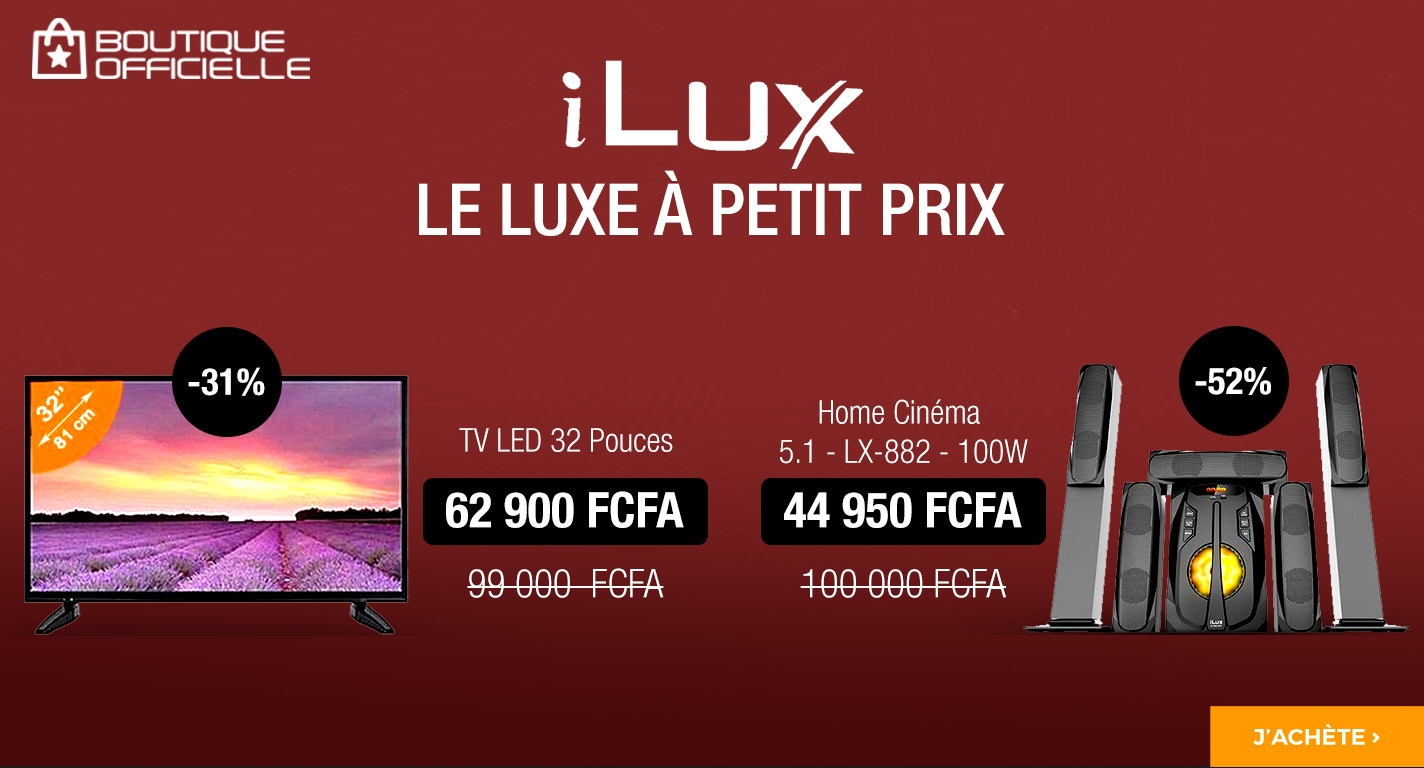 BOUTIQUE
OFFICIELLE
iLux
LE LUXE À PETIT PRIX
-31%
32"
81 cm
TV LED 32 Pouces
62 900 FCFA
99 000 FCFA
-52%
Home Cinéma
5.1 - LX-882 - 100W
44 950 FCFA
100 000 FCFA
iLux
J'ACHÈTE ›